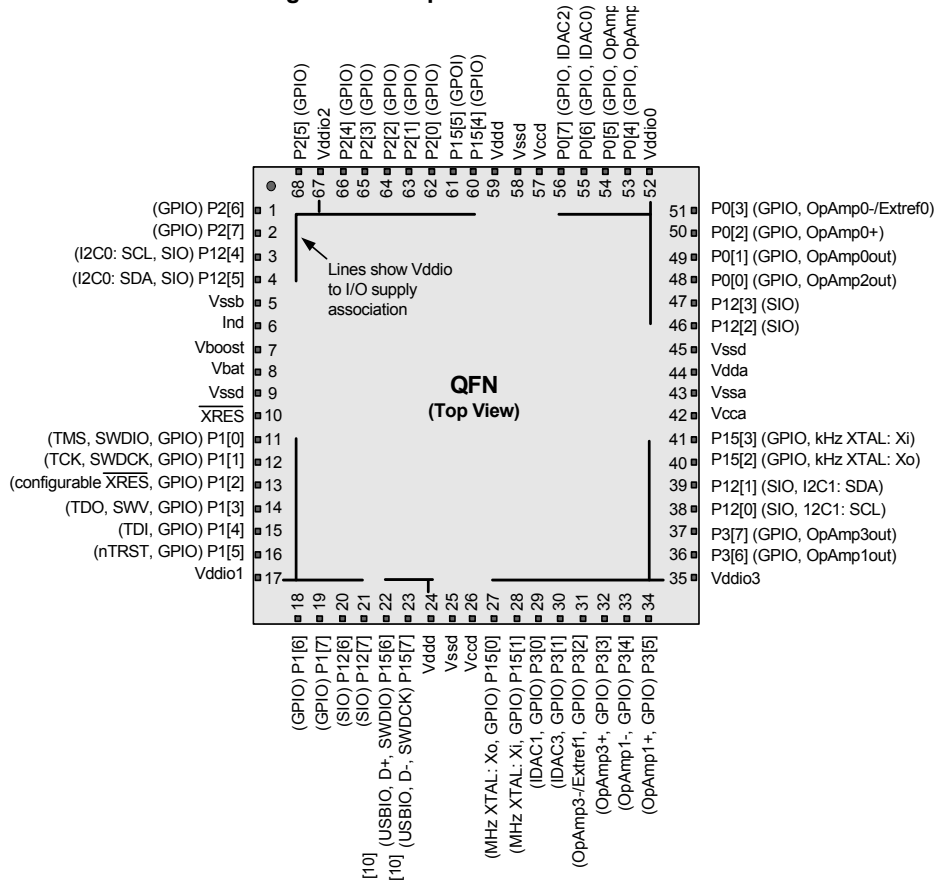 P2[5] (GPIO)
Vddio2
P2[4] (GPIO)
P2[3] (GPIO)
P2[2] (GPIO)
P2[1] (GPIO)
P2[0] (GPIO)
P15[5] (GPOI)
P15[4] (GPIO)
Vddd
Vssd
Vccd
P0[7] (GPIO, IDAC2)
P0[6] (GPIO, IDAC0)
P0[5] (GPIO, OpAmp
P0[4] (GPIO, OpAmp
Vddio0
68
67
66
65
64
63
62
61
60
59
58
57
56
55
54
53
52
(GPIO) P2[6] 1
(GPIO) P2[7] 2
(I2C0: SCL, SIO) P12[4] 3
(I2C0: SDA, SIO) P12[5] 4
Vssb 5
Ind 6
Vboost 7
Vbat 8
Vssd 9
XRES 10
(TMS, SWDIO, GPIO) P1[0] 11
(TCK, SWDCK, GPIO) P1[1] 12
(configurable XRES, GPIO) P1[2] 13
(TDO, SWV, GPIO) P1[3] 14
(TDI, GPIO) P1[4] 15
(nTRST, GPIO) P1[5] 16
Vddio1 17
Lines show Vddio
to I/O supply
association
QFN
(Top View)
51 P0[3] (GPIO, OpAmp0-/Extref0)
50 P0[2] (GPIO, OpAmp0+)
49 P0[1] (GPIO, OpAmp0out)
48 P0[0] (GPIO, OpAmp2out)
47 P12[3] (SIO)
46 P12[2] (SIO)
45 Vssd
44 Vdda
43 Vssa
42 Vcca
41 P15[3] (GPIO, kHz XTAL: Xi)
40 P15[2] (GPIO, kHz XTAL: Xo)
39 P12[1] (SIO, I2C1: SDA)
38 P12[0] (SIO, 12C1: SCL)
37 P3[7] (GPIO, OpAmp3out)
36 P3[6] (GPIO, OpAmp1out)
35 Vddio3
18
19
20
21
22
23
24
25
26
27
28
29
30
31
32
33
34
(GPIO) P1[6]
(GPIO) P1[7]
(SIO) P12[6]
(SIO) P12[7]
[10] (USBIO, D+, SWDIO) P15[6]
[10] (USBIO, D-, SWDCK) P15[7]
Vddd
Vssd
Vccd
(MHz XTAL: Xo, GPIO) P15[0]
(MHz XTAL: Xi, GPIO) P15[1]
(IDAC1, GPIO) P3[0]
(IDAC3, GPIO) P3[1]
(OpAmp3-/Extref1, GPIO) P3[2]
(OpAmp3+, GPIO) P3[3]
(OpAmp1-, GPIO) P3[4]
(OpAmp1+, GPIO) P3[5]